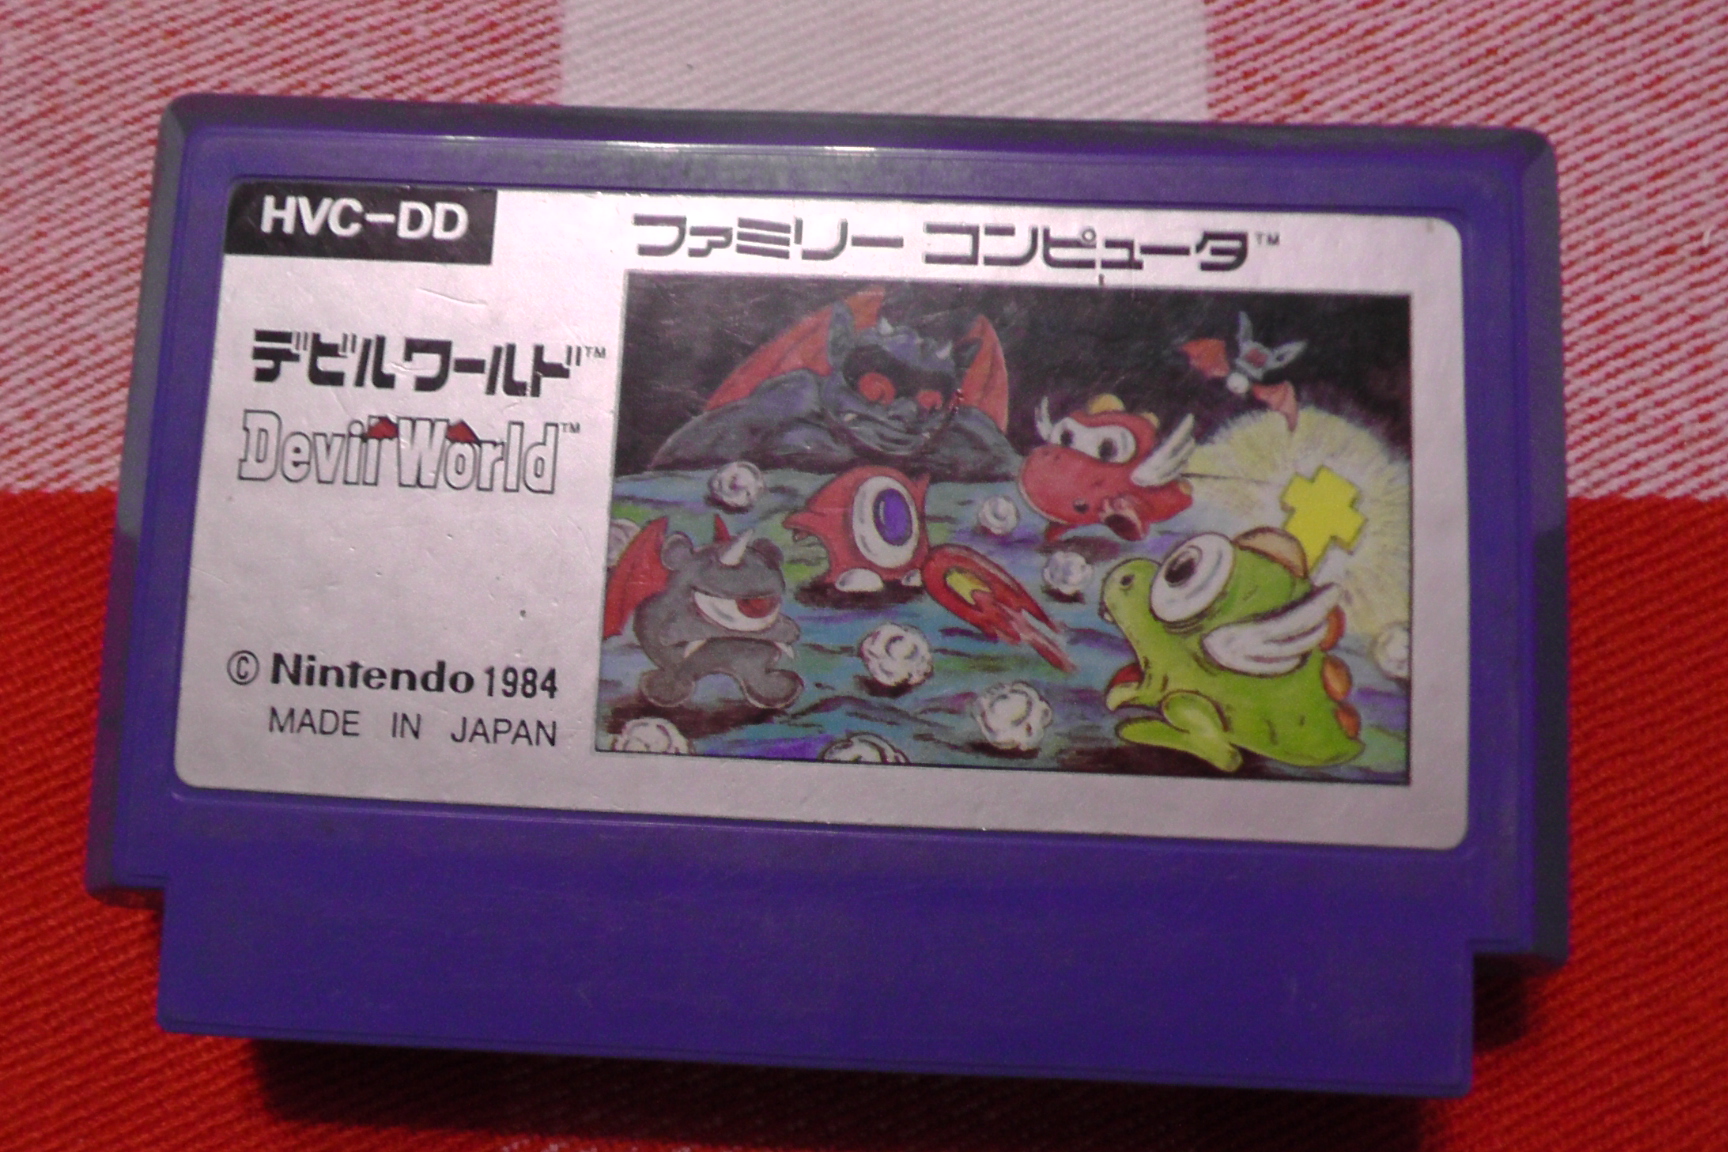 HVC-DD
ファミリー コンピュータ™
デビルワールド™
Devil World™
© Nintendo 1984
MADE IN JAPAN